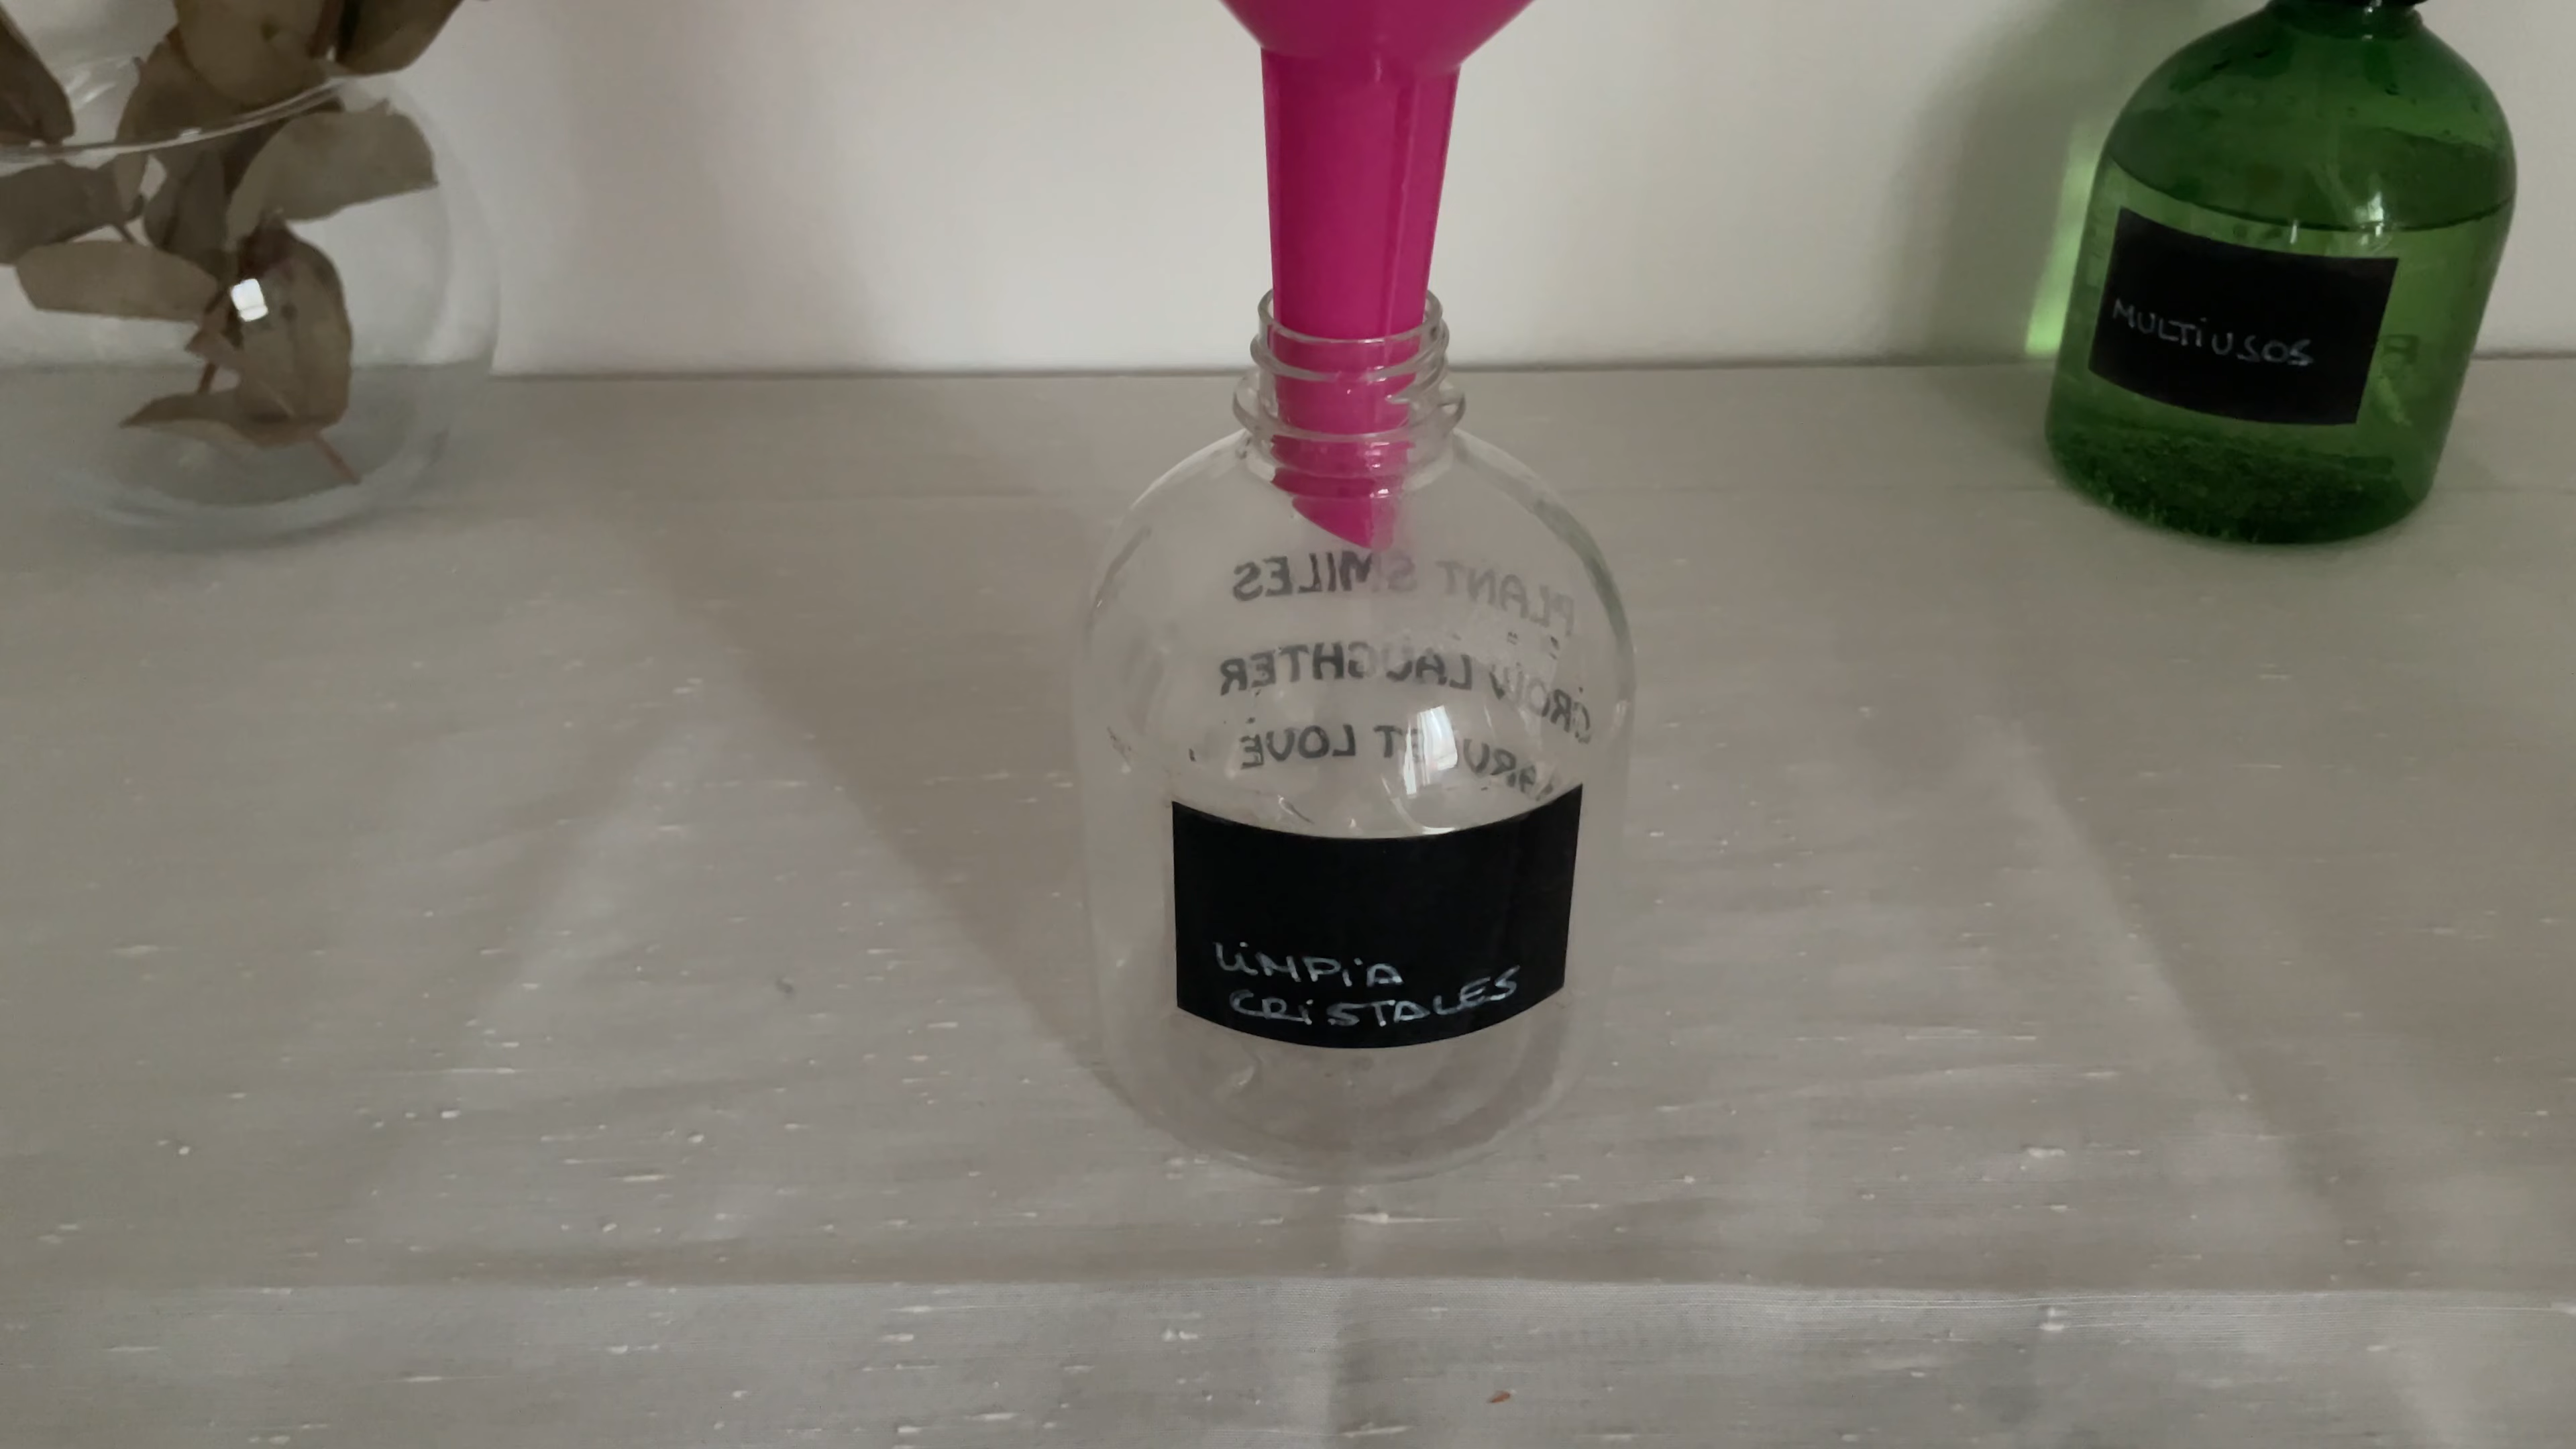 MULTIUSOS
PLANT SMILES
GROW LAUGHTER
LOVE
LIMPIA
CRISTALES